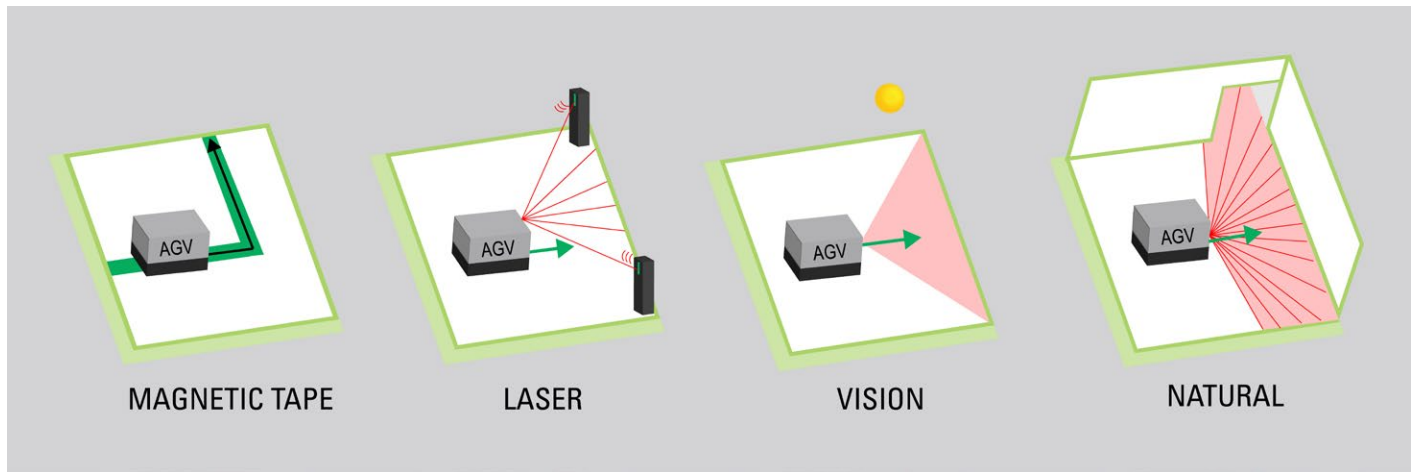 AGV
AGV
AGV
AGV
MAGNETIC TAPE
LASER
VISION
NATURAL